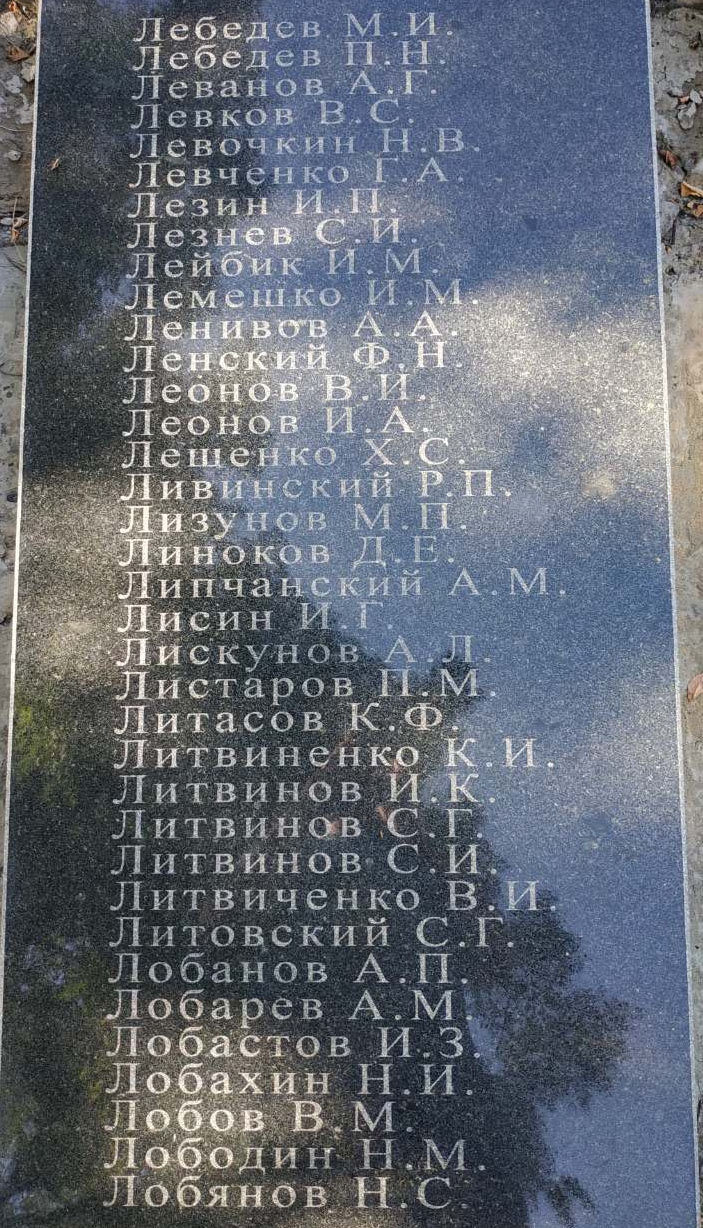 Лебедев М.И.
Лебедев П.Н.
Леванов А.Г.
Левков В.С.
Левочкин Н.В.
Левченко Г.А.
Лезин И.П.
Лезнев С.И.
Лейбик И.М.
Лемешко И.М.
Ленивов А.А.
Ленский Ф.Н.
Леонов В.И.
Леонов И.А.
Лещенко Х.С.
Ливинский Р.П.
Лизунов М.П.
Линоков Д.Е.
Липчанский А.М.
Лисин И.Г.
Лискунов А.Л.
Листаров П.М.
Литасов К.Ф.
Литвиненко К.И.
Литвинов И.К.
Литвинов С.Г.
Литвинов С.И.
Литвиченко В.И.
Литовский С.Г.
Лобанов А.П.
Лобарев А.М.
Лобастов И.З.
Лобахин Н.И.
Лобов В.М.
Лободин Н.М.
Лобянов Н.С.